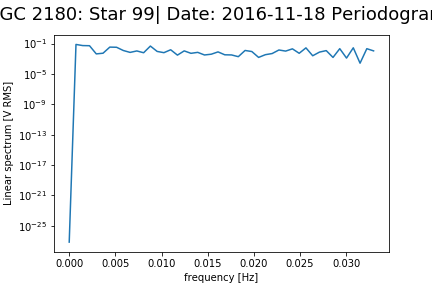 GC 2180: Star 99| Date: 2016-11-18 Periodogra
10^-1
10^-5
10^-9
10^-13
10^-17
10^-21
10^-25
Linear spectrum [V RMS]
0.000 0.005 0.010 0.015 0.020 0.025 0.030
frequency [Hz]